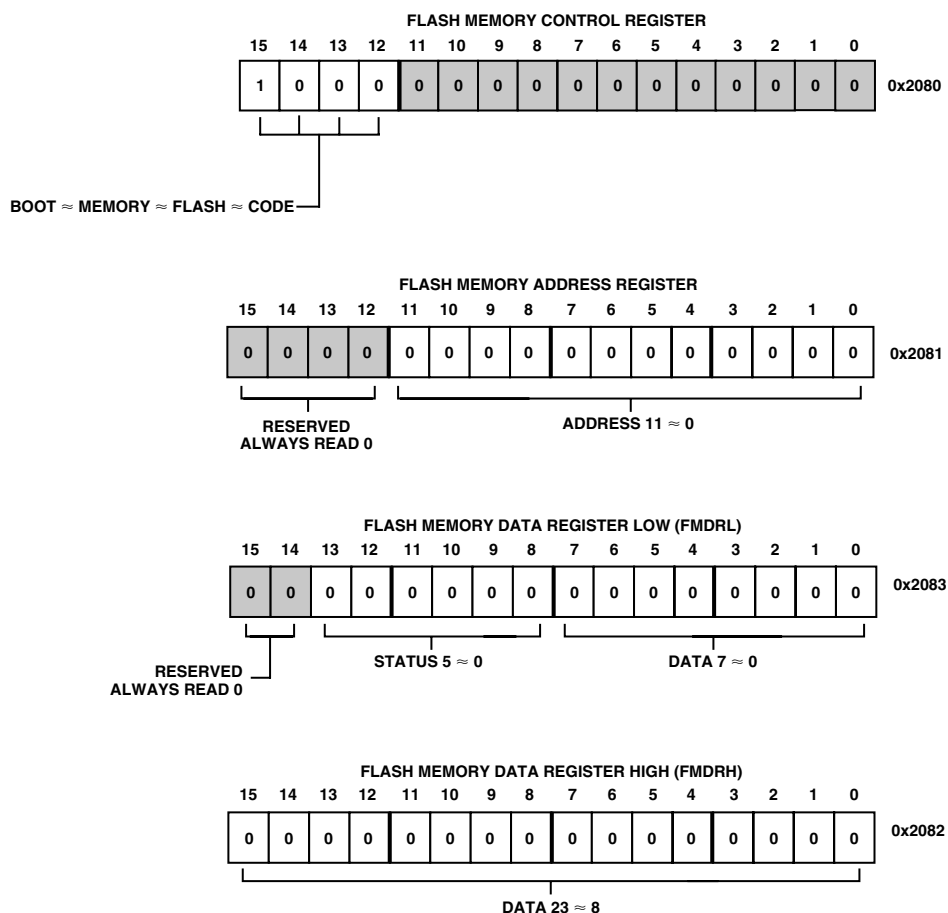 FLASH MEMORY CONTROL REGISTER
15 14 13 12 11 10 9 8 7 6 5 4 3 2 1 0
1 0 0 0 0 0 0 0 0 0 0 0 0 0 0 0 0x2080
BOOT ≈ MEMORY ≈ FLASH ≈ CODE
FLASH MEMORY ADDRESS REGISTER
15 14 13 12 11 10 9 8 7 6 5 4 3 2 1 0
0 0 0 0 0 0 0 0 0 0 0 0 0 0 0 0 0x2081
RESERVED ADDRESS 11 ≈ 0
ALWAYS READ 0
FLASH MEMORY DATA REGISTER LOW (FMDRL)
15 14 13 12 11 10 9 8 7 6 5 4 3 2 1 0
0 0 0 0 0 0 0 0 0 0 0 0 0 0 0 0 0x2083
STATUS 5 ≈ 0 DATA 7 ≈ 0
RESERVED
ALWAYS READ 0
FLASH MEMORY DATA REGISTER HIGH (FMDRH)
15 14 13 12 11 10 9 8 7 6 5 4 3 2 1 0
0 0 0 0 0 0 0 0 0 0 0 0 0 0 0 0 0x2082
DATA 23 ≈ 8